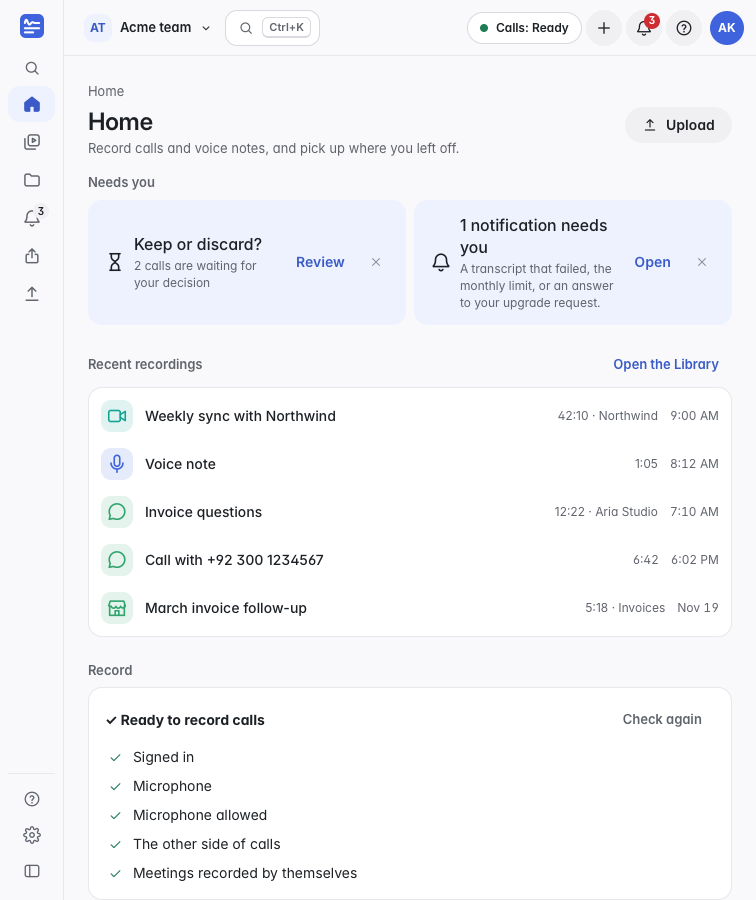 AT Acme team Ctrl+K Calls: Ready 3 AK
3
Home
Home
Upload
Record calls and voice notes, and pick up where you left off.
Needs you
Keep or discard?
2 calls are waiting for
your decision
Review
1 notification needs
you
A transcript that failed, the
monthly limit, or an answer
to your upgrade request.
Open
Recent recordings Open the Library
Weekly sync with Northwind 42:10 · Northwind 9:00 AM
Voice note 1:05 8:12 AM
Invoice questions 12:22 · Aria Studio 7:10 AM
Call with +92 300 1234567 6:42 6:02 PM
March invoice follow-up 5:18 · Invoices Nov 19
Record
Ready to record calls Check again
Signed in
Microphone
Microphone allowed
The other side of calls
Meetings recorded by themselves